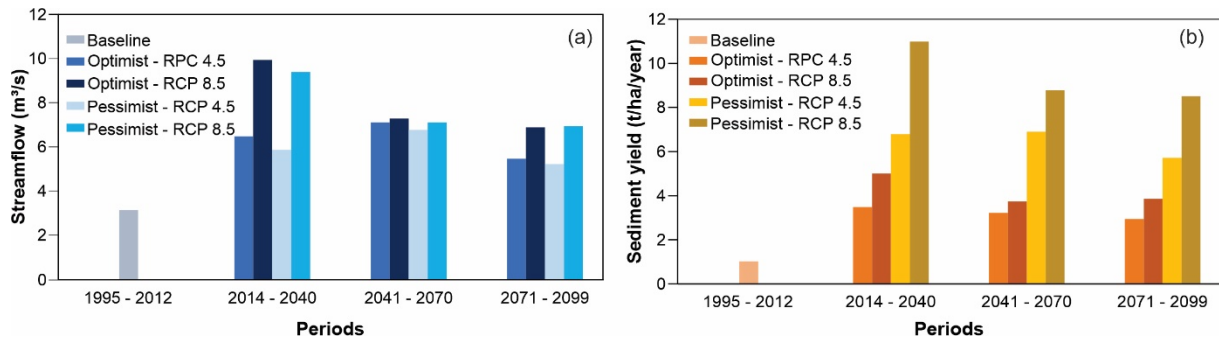 12
10
8
6
4
2
0
Streamflow (m³/s)
Baseline
Optimist - RPC 4.5
Optimist - RCP 8.5
Pessimist - RCP 4.5
Pessimist - RCP 8.5
(a)
1995 - 2012
2014 - 2040
2041 - 2070
2071 - 2099
Periods
12
10
8
6
4
2
0
Sediment yield (t/ha/year)
Baseline
Optimist - RPC 4.5
Optimist - RCP 8.5
Pessimist - RCP 4.5
Pessimist - RCP 8.5
(b)
1995 - 2012
2014 - 2040
2041 - 2070
2071 - 2099
Periods